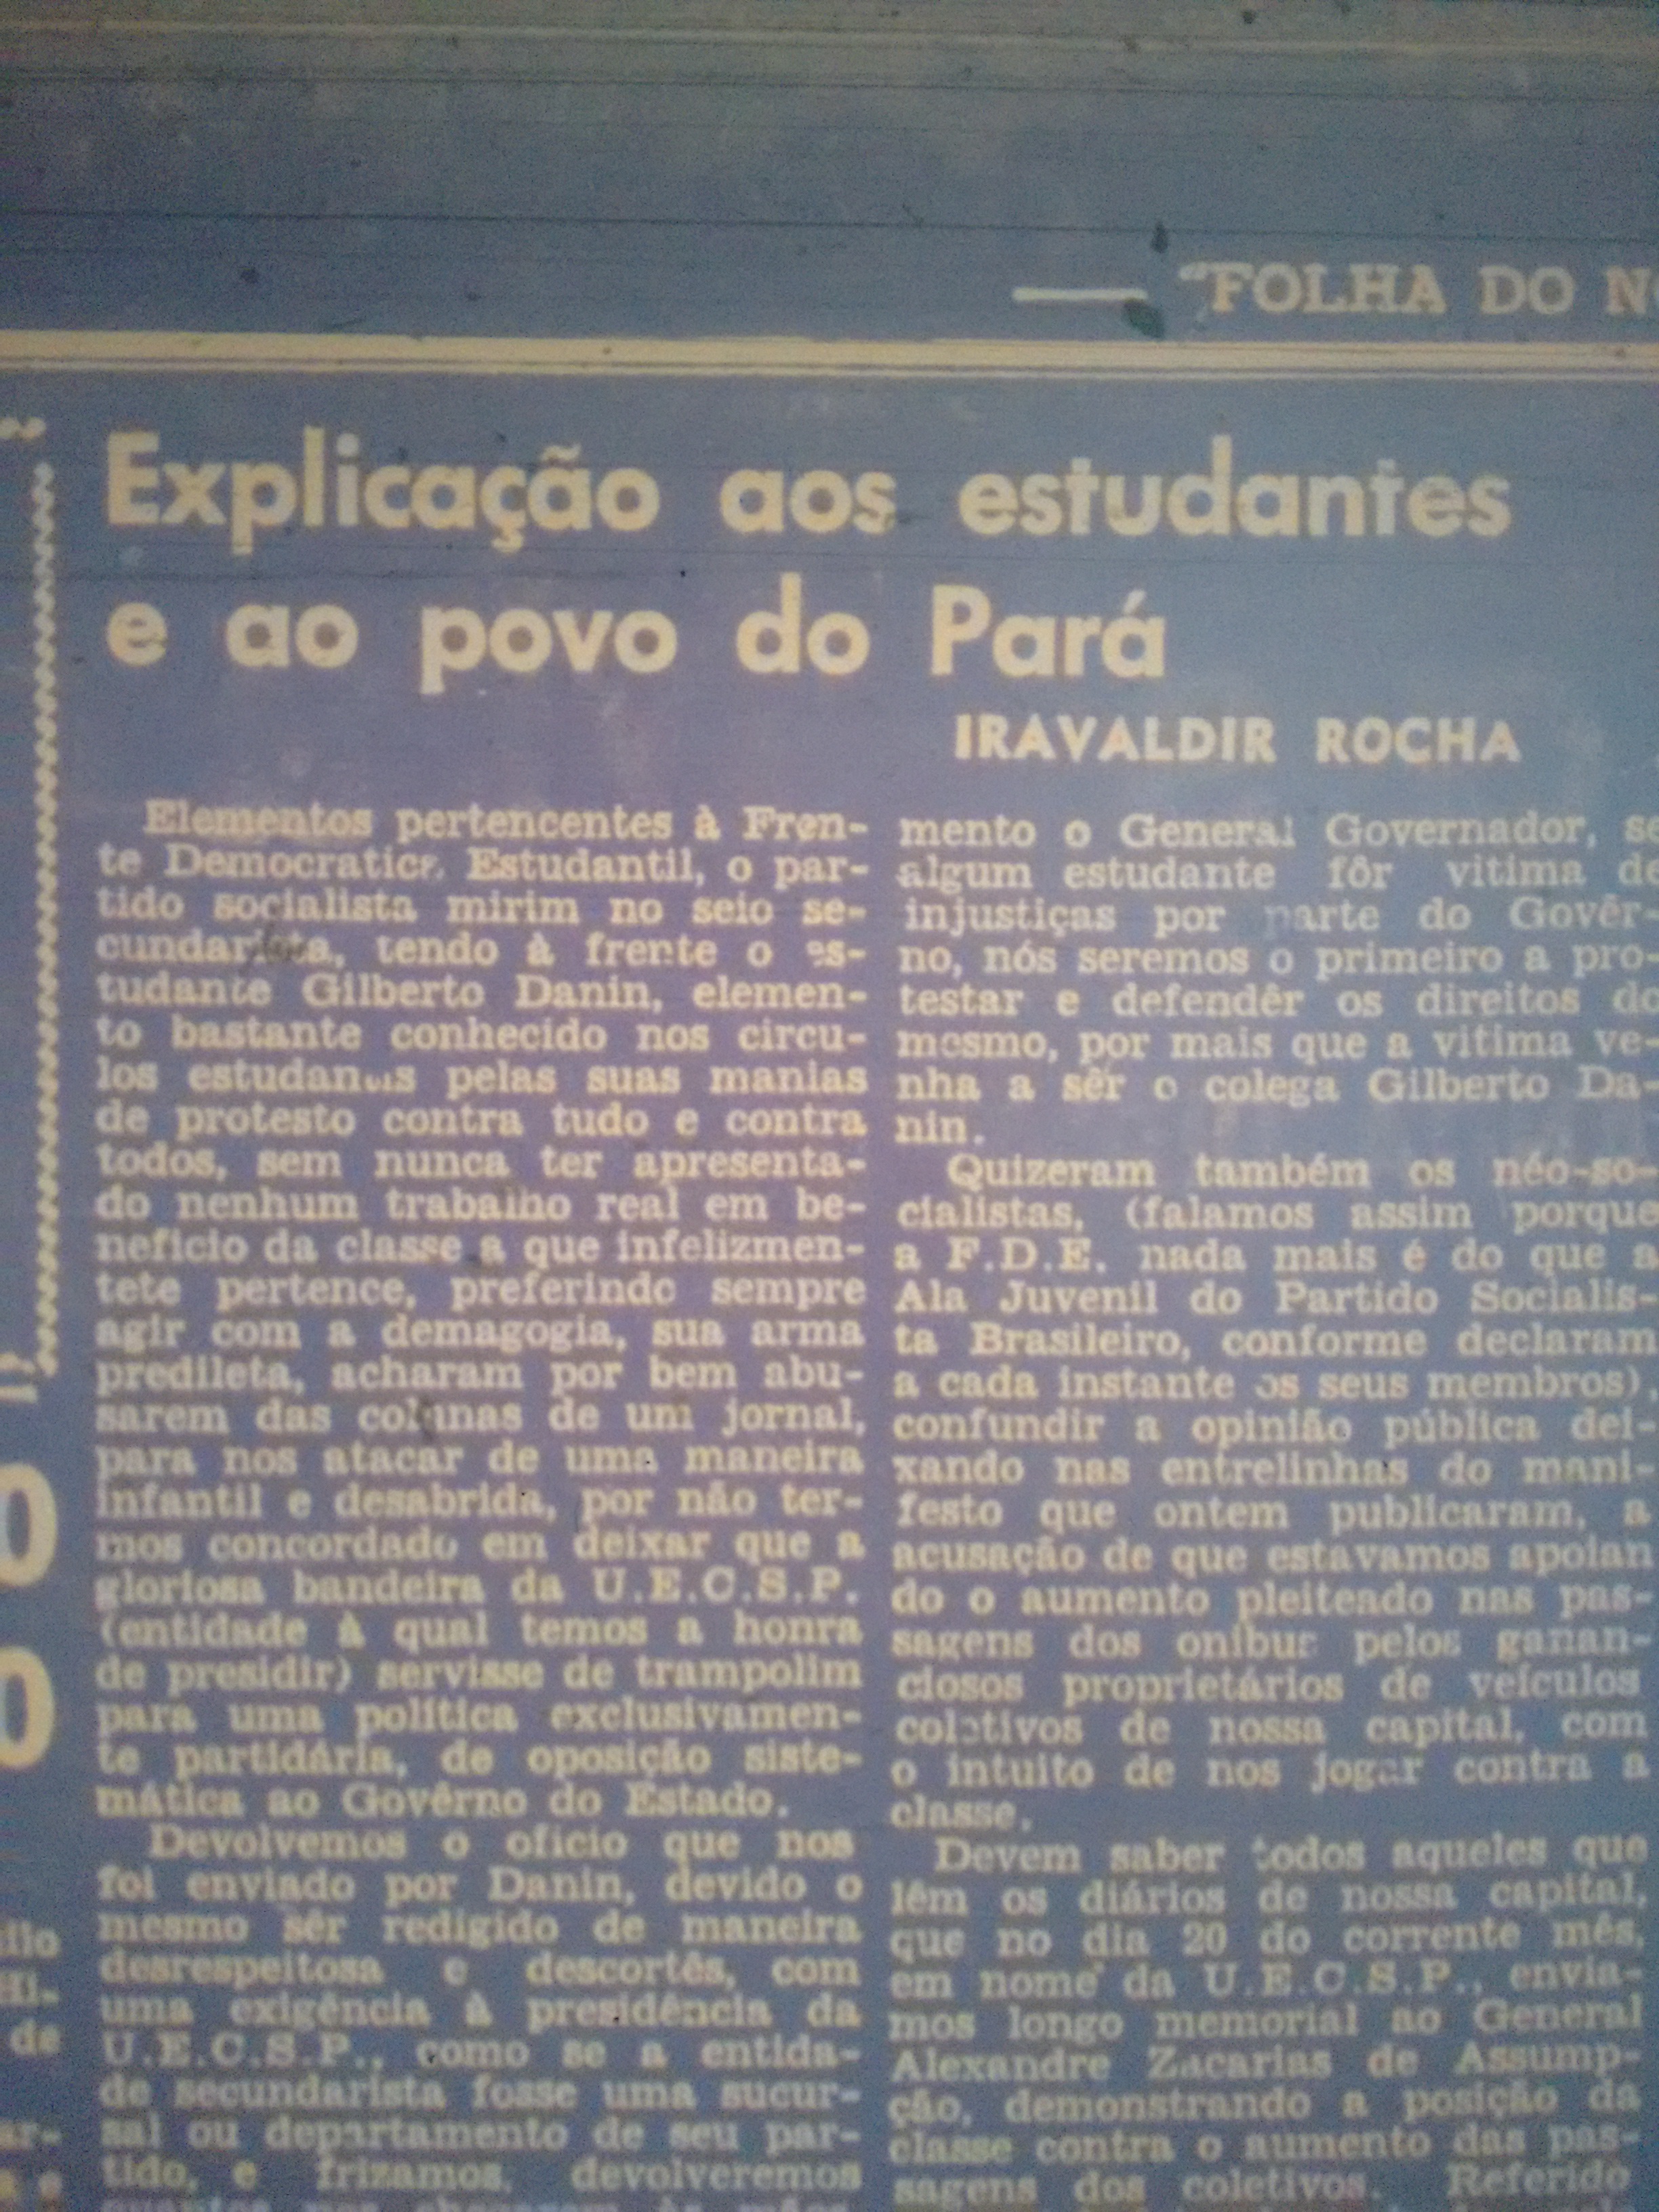 "FOLHA DO
Explicação aos estudantes
e ao povo do Pará
IRAVALDIR ROCHA
Elementos pertencentes à Fren-
te Democratica Estudantil, o par-
tido socialista mirim no seio se-
cundarista, tendo à frente o es-
tudante Gilberto Danin, elemen-
to bastante conhecido nos circu-
los estudantis pelas suas manias
de protesto contra tudo e contra
todos, sem nunca ter apresenta-
do nenhum trabalho real em be-
neficio da classe a que infelizmen-
tete pertence, preferindo sempre
agir com a demagogia, sua arma
predileta, acharam por bem abu-
sarem das colunas de um jornal,
para nos atacar de uma maneira
infantil e desabrida, por não ter-
mos concordado em deixar que a
gloriosa bandeira da U.E.C.S.P.
(entidade à qual temos a honra
de presidir) servisse de trampolim
para uma política exclusivamen-
te partidária, de oposição siste-
mática ao Govêrno do Estado.
Devolvemos o oficio que nos
foi enviado por Danin, devido o
mesmo sêr redigido de maneira
desrespeitosa e descortês, com
uma exigência à presidência da
U.E.C.S.P., como se a entida-
de secundarista fosse uma sucur-
sal ou departamento de seu par-
tido, e frizamos, devolveremos
mento o General Governador, se
algum estudante fôr vitima de
injustiças por parte do Govêr-
no, nós seremos o primeiro a pro-
testar e defendêr os direitos do
mesmo, por mais que a vitima ve-
nha a sêr o colega Gilberto Da-
nin.
Quizeram também os néo-so-
cialistas, (falamos assim porque
a F.D.E. nada mais é do que a
Ala Juvenil do Partido Socialis-
ta Brasileiro, conforme declaram
a cada instante os seus membros),
confundir a opinião pública dei-
xando nas entrelinhas do mani-
festo que ontem publicaram, a
acusação de que estavamos apoian
do o aumento pleiteado nas pas-
sagens dos onibus pelos ganan-
ciosos proprietários de veículos
coletivos de nossa capital, com
o intuito de nos jogar contra a
classe.
Devem saber todos aqueles que
lêm os diários de nossa capital,
que no dia 20 do corrente mês,
em nome da U.E.C.S.P., envia-
mos longo memorial ao General
Alexandre Zacarias de Assump-
ção, demonstrando a posição da
classe contra o aumento das pas-
sagens dos coletivos. Referido